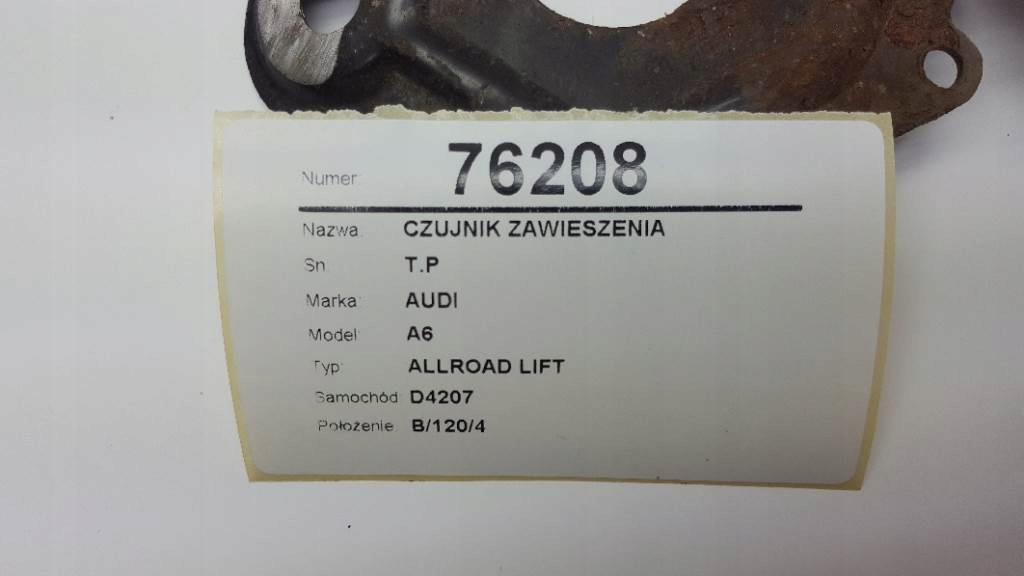 Numer: 76208
Nazwa: CZUJNIK ZAWIESZENIA
Sn: T.P
Marka: AUDI
Model: A6
Typ: ALLROAD LIFT
Samochód: D4207
Położenie: B/120/4